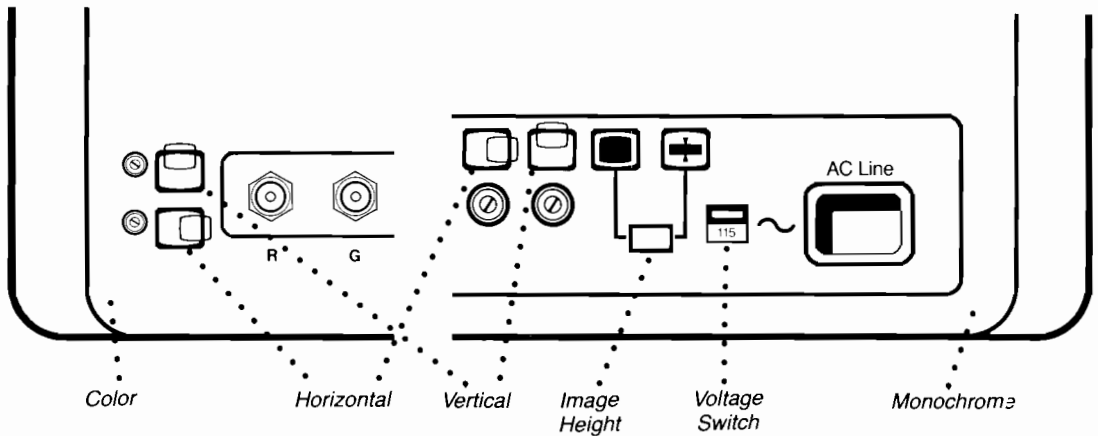 AC Line
115
R
G
Color
Horizontal
Vertical
Image
Height
Voltage
Switch
Monochrome